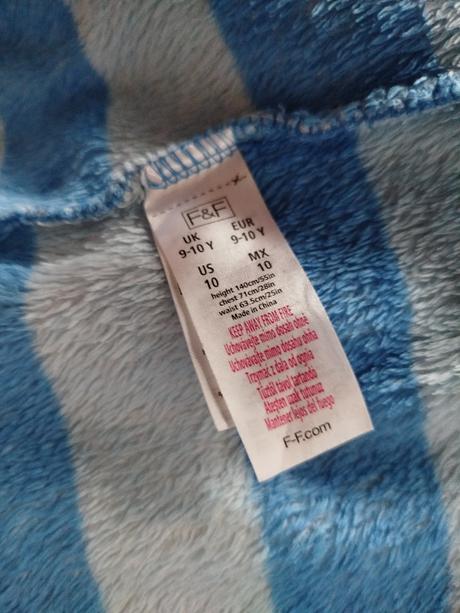 F&F
UK EUR
9-10 Y 9-10 Y
US MX
10 10
height 140cm/55in
chest 71cm/28in
waist 63.5cm/25in
Made in China
KEEP AWAY FROM FIRE
Uchovávejte mimo dosah ohně
Uchovávajte mimo dosahu ohňa
Trzymać z dala od ognia
Tűztől távol tartandó
Ateşten uzak tutunuz
Mantener lejos del fuego
F-F.com